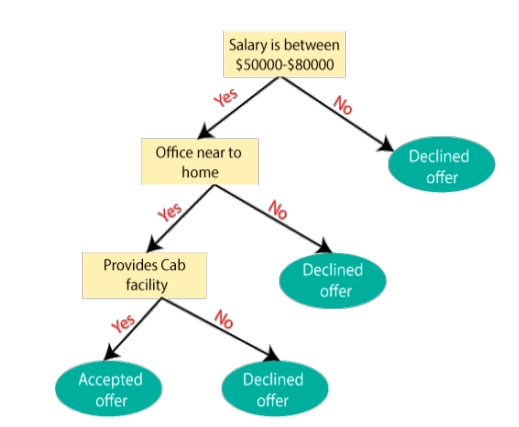 Salary is between
$50000-$80000
Yes
No
Office near to
home
Declined
offer
Yes
No
Provides Cab
facility
Declined
offer
Yes
No
Accepted
offer
Declined
offer